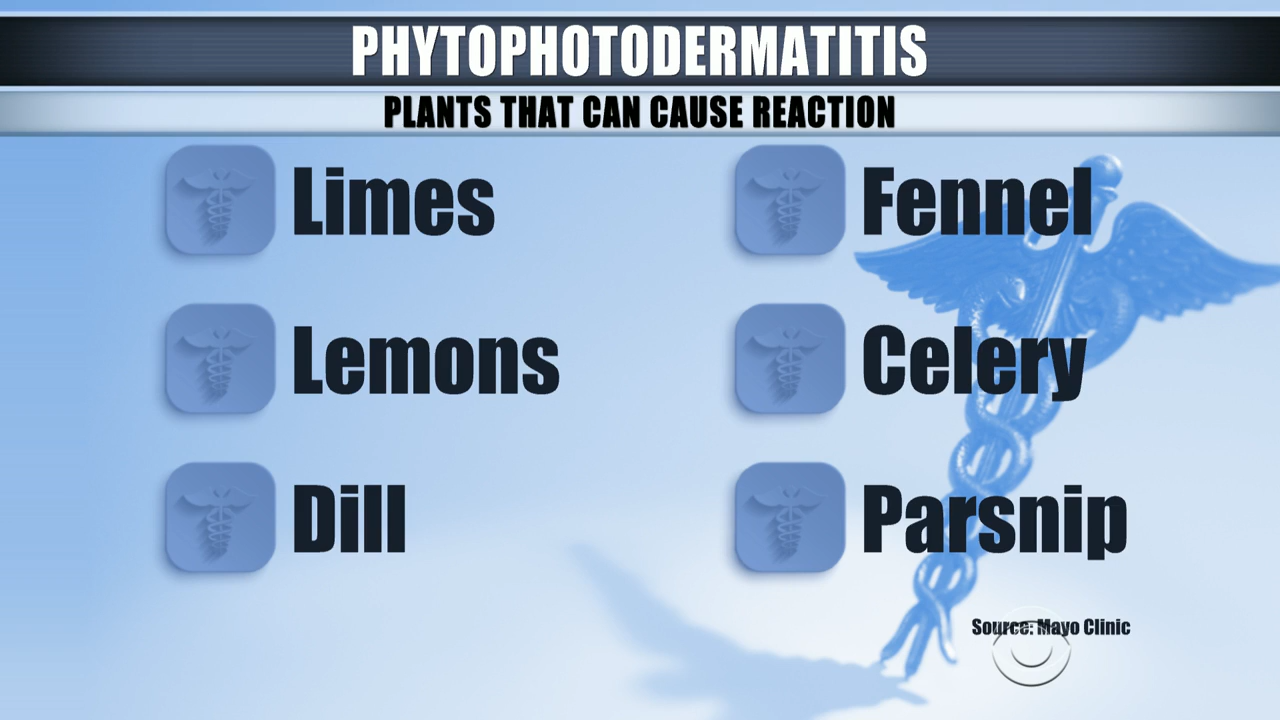 PHYTOPHOTODERMATITIS
PLANTS THAT CAN CAUSE REACTION
Limes
Lemons
Dill
Fennel
Celery
Parsnip
Source: Mayo Clinic